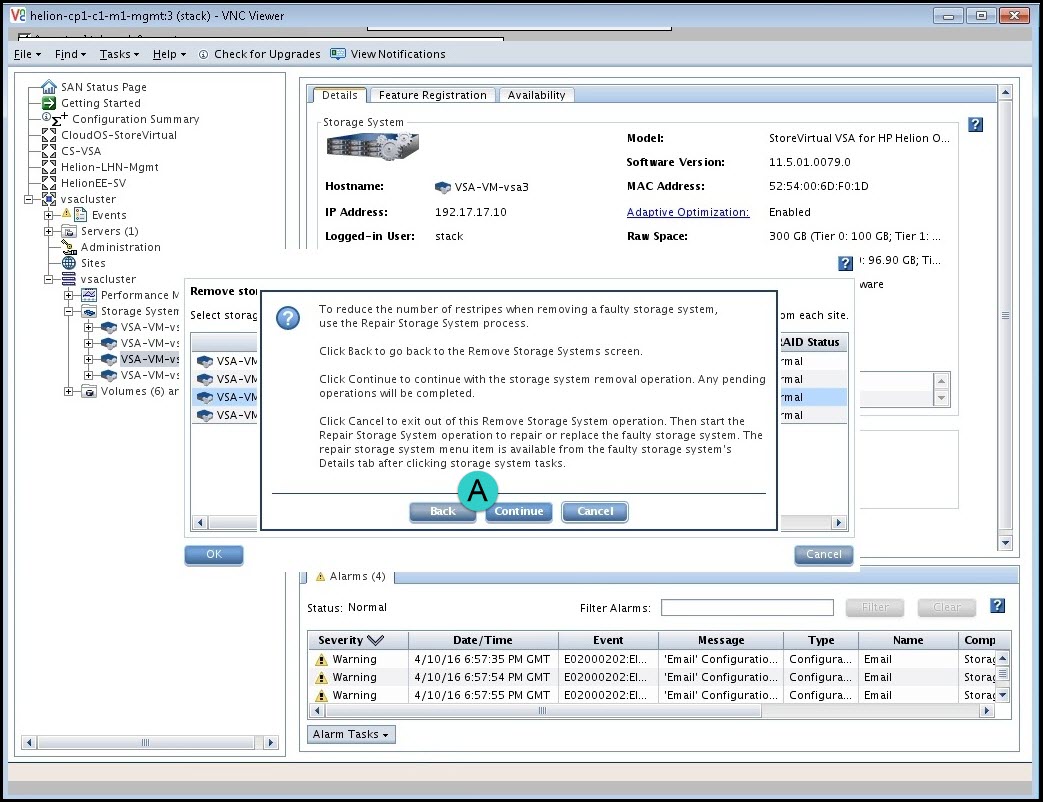 helion-cp1-c1-m1-mgmt:3 (stack) - VNC Viewer
File Find Tasks Help Check for Upgrades View Notifications
SAN Status Page
Getting Started
Configuration Summary
CloudOS-StoreVirtual
CS-VSA
Helion-LHN-Mgmt
HelionEE-SV
vsacluster
Events
Servers (1)
Administration
Sites
vsacluster
Performance M
Storage System
VSA-VM-vs
VSA-VM-vs
VSA-VM-vs
VSA-VM-vs
Volumes (6) ar
Details Feature Registration Availability
Storage System
Hostname: VSA-VM-vsa3
IP Address: 192.17.17.10
Logged-in User: stack
Model: StoreVirtual VSA for HP Helion O...
Software Version: 11.5.01.0079.0
MAC Address: 52:54:00:6D:F0:1D
Adaptive Optimization: Enabled
Raw Space: 300 GB (Tier 0: 100 GB; Tier 1: ...
: 96.90 GB; Ti...
ware
Remove sto
Select storag
om each site.
RAID Status
VSA-VM
rmal
VSA-VM
rmal
VSA-VM
rmal
VSA-VM
rmal
To reduce the number of restripes when removing a faulty storage system,
use the Repair Storage System process.
Click Back to go back to the Remove Storage Systems screen.
Click Continue to continue with the storage system removal operation. Any pending
operations will be completed.
Click Cancel to exit out of this Remove Storage System operation. Then start the
Repair Storage System operation to repair or replace the faulty storage system. The
repair storage system menu item is available from the faulty storage system's
Details tab after clicking storage system tasks.
A
Back Continue Cancel
OK Cancel
Alarms (4)
Status: Normal Filter Alarms: Filter Clear
Severity Date/Time Event Message Type Name Comp
Warning 4/10/16 6:57:35 PM GMT E02000202:EI... 'Email' Configuratio... Configura... Email Storag
Warning 4/10/16 6:57:54 PM GMT E02000202:EI... 'Email' Configuratio... Configura... Email Storag
Warning 4/10/16 6:57:55 PM GMT E02000202:EI... 'Email' Configuratio... Configura... Email Storag
Alarm Tasks